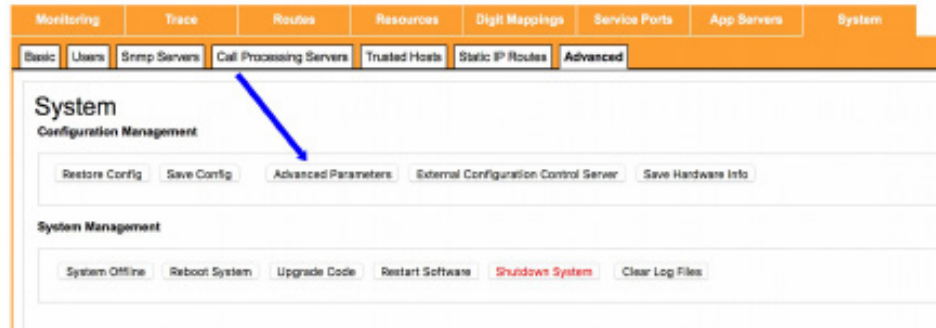 Monitoring Trace Routes Resources Digit Mappings Service Ports App Servers System
Basic Users Snmp Servers Call Processing Servers Trusted Hosts Static IP Routes Advanced
System
Configuration Management
Restore Config Save Config Advanced Parameters External Configuration Control Server Save Hardware Info
System Management
System Offline Reboot System Upgrade Code Restart Software Shutdown System Clear Log Files